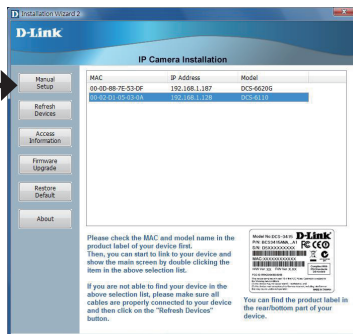 Installation Wizard 2
D-Link
IP Camera Installation
Manual
Setup
Refresh
Devices
Access
Information
Firmware
Upgrade
Restore
Default
About
MAC IP Address Model
00-0D-88-7E-53-DF 192.168.1.187 DCS-6620G
192.168.1.128 DCS-6110
Please check the MAC and model name in the
product label of your device first.
Then, you can start to link to your device and
show the main screen by double clicking the
item in the above selection list.
If you are not able to find your device in the
above selection list, please make sure all
cables are properly connected to your device
and then click on the "Refresh Devices"
button.
D-Link
You can find the product label in
the rear/bottom part of your
device.